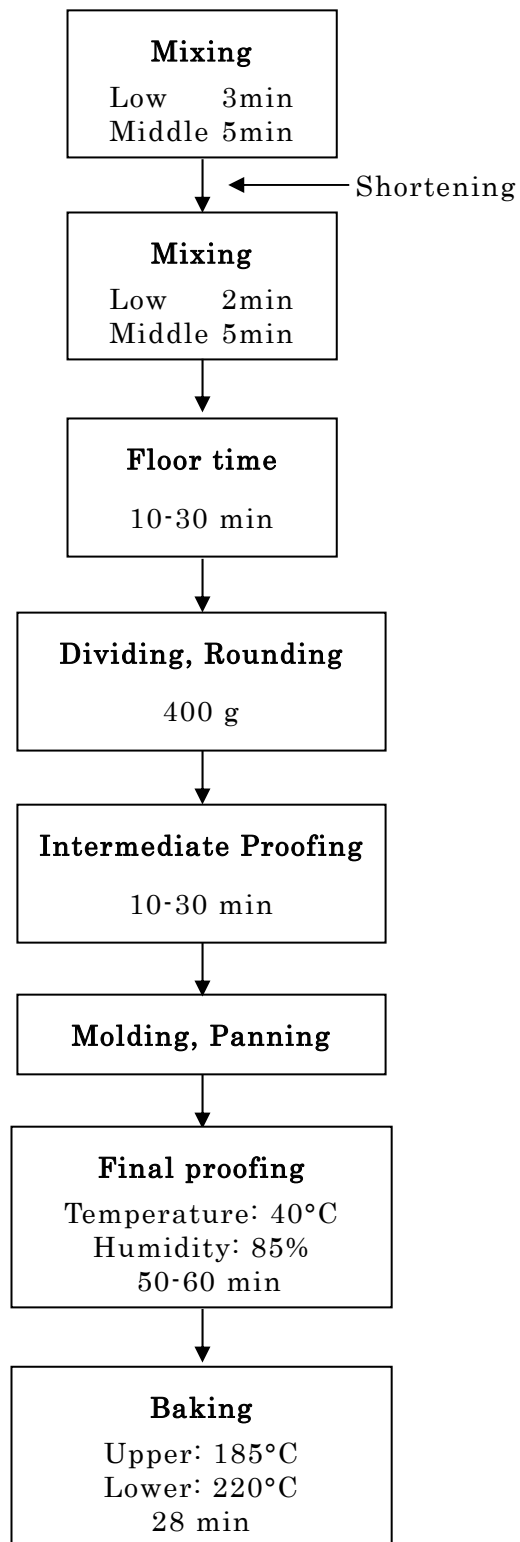 Mixing
Low 3min
Middle 5min
Shortening
Mixing
Low 2min
Middle 5min
Floor time
10-30 min
Dividing, Rounding
400 g
Intermediate Proofing
10-30 min
Molding, Panning
Final proofing
Temperature: 40°C
Humidity: 85%
50-60 min
Baking
Upper: 185°C
Lower: 220°C
28 min